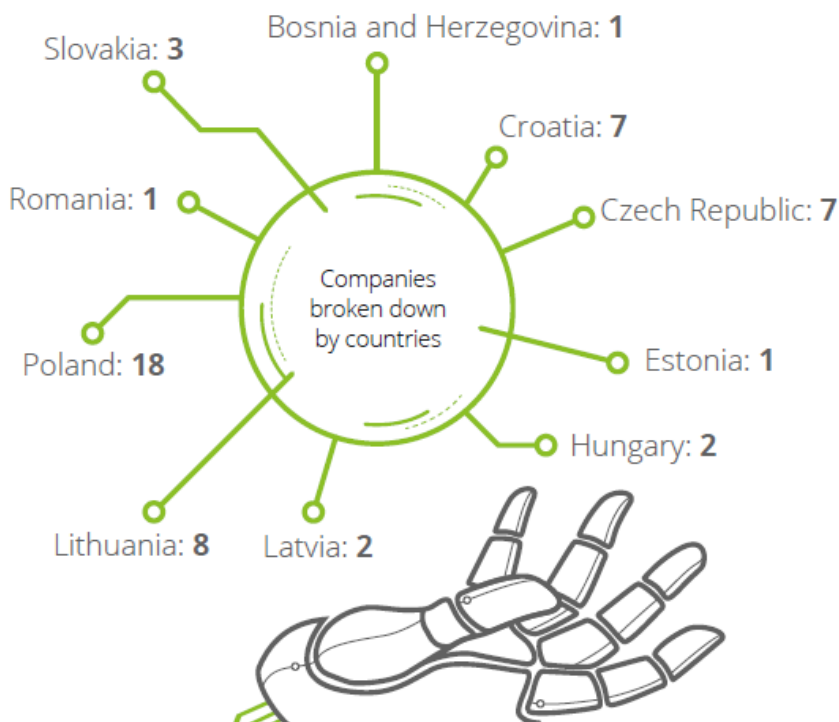 Bosnia and Herzegovina: 1
Slovakia: 3
Croatia: 7
Romania: 1
Czech Republic: 7
Companies
broken down
by countries
Poland: 18
Estonia: 1
Hungary: 2
Lithuania: 8
Latvia: 2